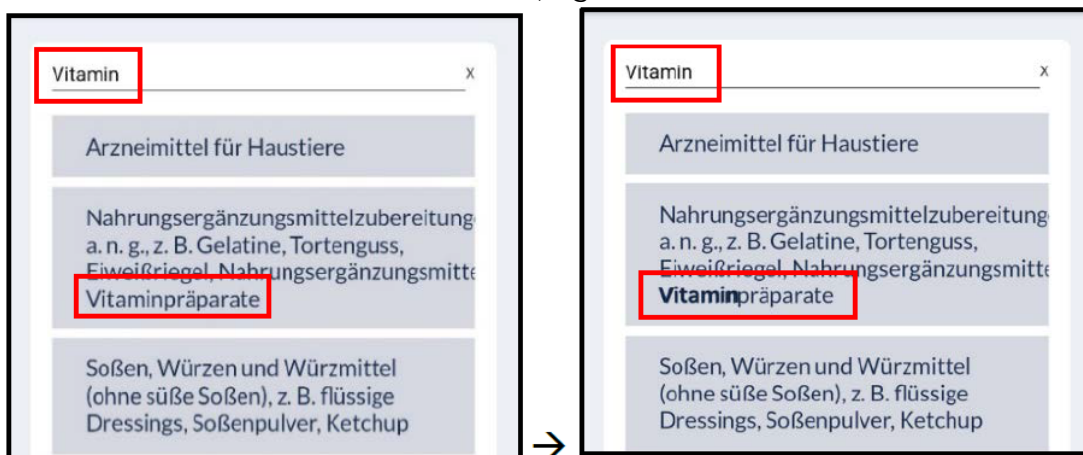 Vitamin
x
Arzneimittel für Haustiere
Nahrungsergänzungsmittelzubereitung
a. n. g., z. B. Gelatine, Tortenguss,
Eiweißriegel, Nahrungsergänzungsmitte
Vitaminpräparate
Soßen, Würzen und Würzmittel
(ohne süße Soßen), z. B. flüssige
Dressings, Soßenpulver, Ketchup
→
Vitamin
x
Arzneimittel für Haustiere
Nahrungsergänzungsmittelzubereitung
a. n. g., z. B. Gelatine, Tortenguss,
Eiweißriegel, Nahrungsergänzungsmitte
Vitaminpräparate
Soßen, Würzen und Würzmittel
(ohne süße Soßen), z. B. flüssige
Dressings, Soßenpulver, Ketchup